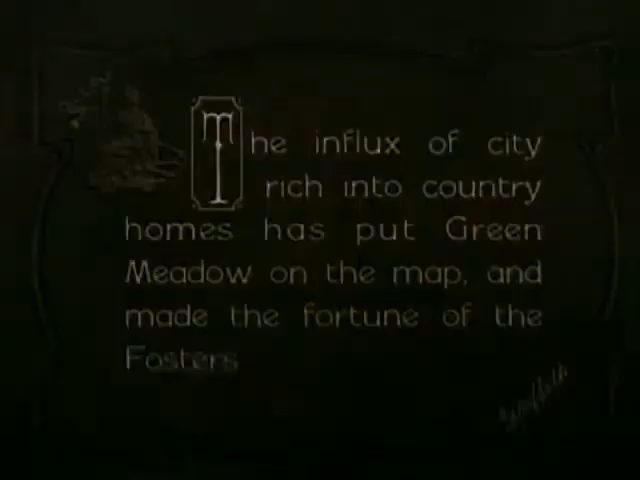 The influx of city
rich into country
homes has put Green
Meadow on the map, and
made the fortune of the
Fosters
Griffith